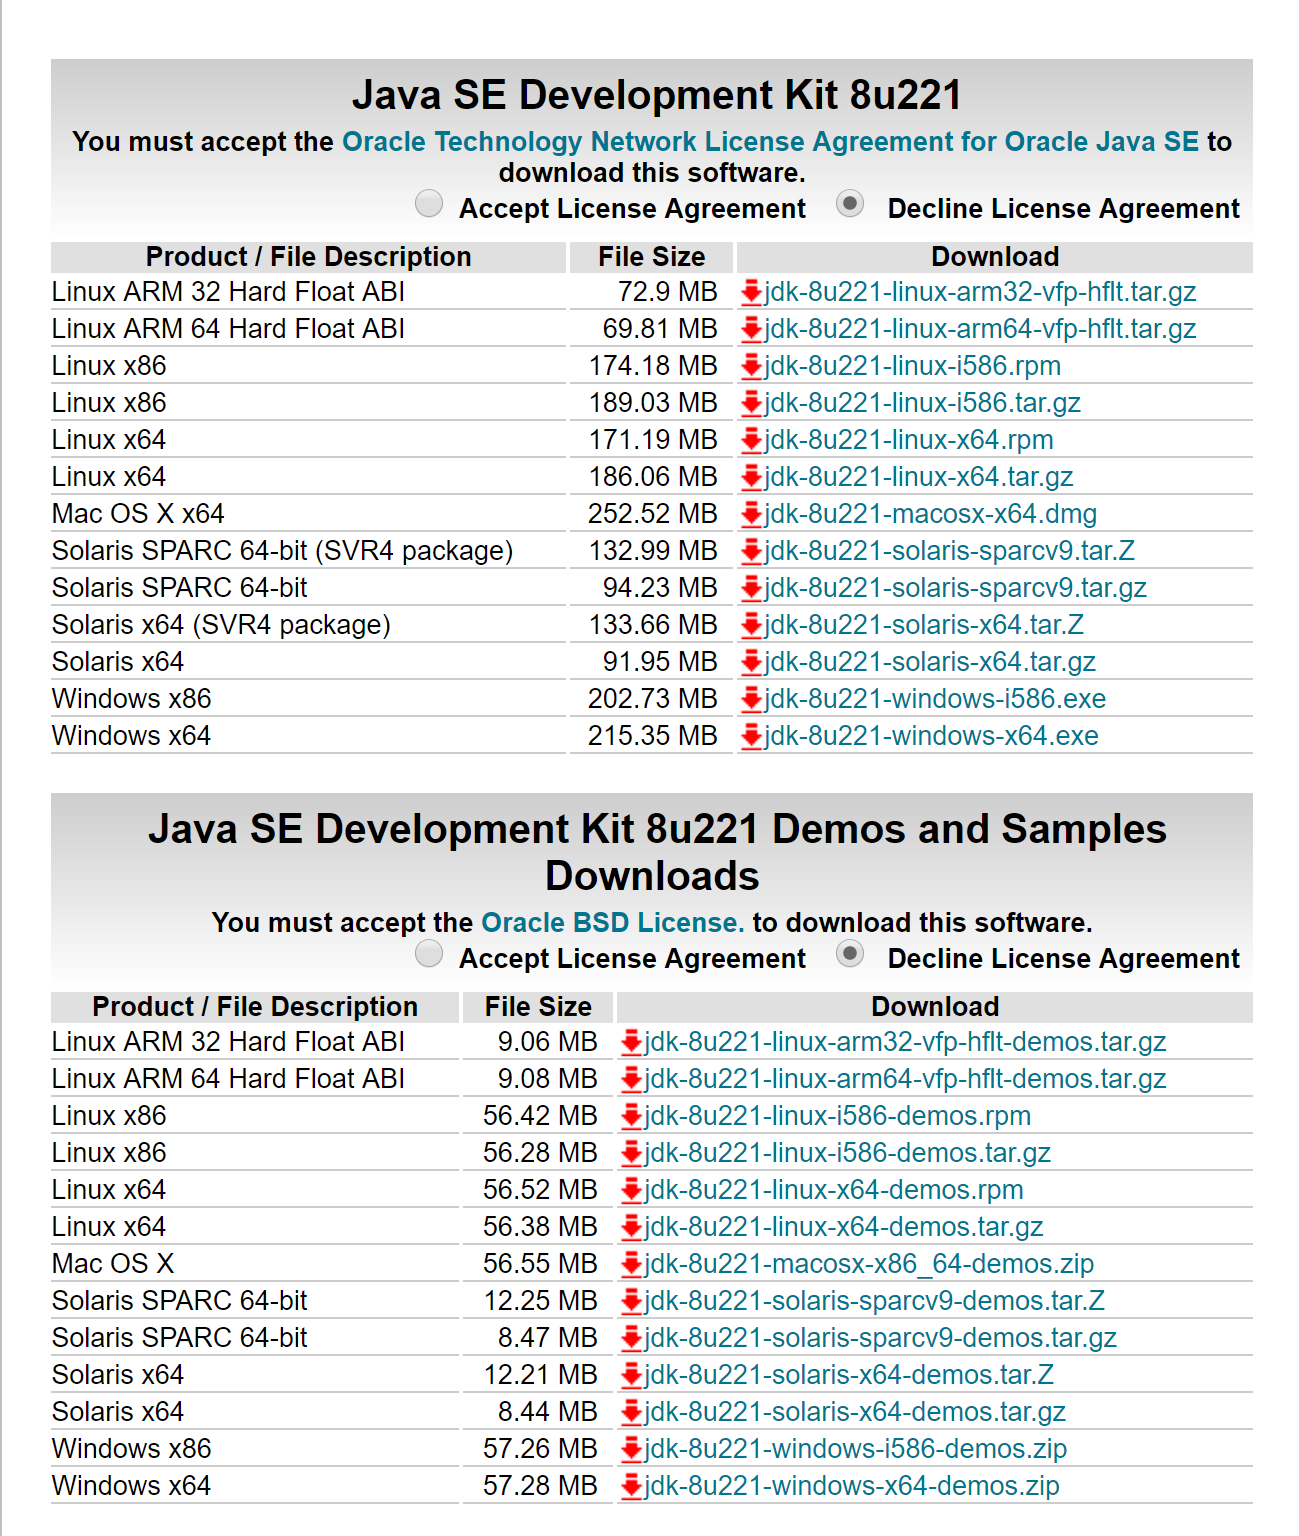 Java SE Development Kit 8u221
You must accept the Oracle Technology Network License Agreement for Oracle Java SE to
download this software.
Accept License Agreement Decline License Agreement
Product / File Description File Size Download
Linux ARM 32 Hard Float ABI 72.9 MB jdk-8u221-linux-arm32-vfp-hflt.tar.gz
Linux ARM 64 Hard Float ABI 69.81 MB jdk-8u221-linux-arm64-vfp-hflt.tar.gz
Linux x86 174.18 MB jdk-8u221-linux-i586.rpm
Linux x86 189.03 MB jdk-8u221-linux-i586.tar.gz
Linux x64 171.19 MB jdk-8u221-linux-x64.rpm
Linux x64 186.06 MB jdk-8u221-linux-x64.tar.gz
Mac OS X x64 252.52 MB jdk-8u221-macosx-x64.dmg
Solaris SPARC 64-bit (SVR4 package) 132.99 MB jdk-8u221-solaris-sparcv9.tar.Z
Solaris SPARC 64-bit 94.23 MB jdk-8u221-solaris-sparcv9.tar.gz
Solaris x64 (SVR4 package) 133.66 MB jdk-8u221-solaris-x64.tar.Z
Solaris x64 91.95 MB jdk-8u221-solaris-x64.tar.gz
Windows x86 202.73 MB jdk-8u221-windows-i586.exe
Windows x64 215.35 MB jdk-8u221-windows-x64.exe
Java SE Development Kit 8u221 Demos and Samples
Downloads
You must accept the Oracle BSD License. to download this software.
Accept License Agreement Decline License Agreement
Product / File Description File Size Download
Linux ARM 32 Hard Float ABI 9.06 MB jdk-8u221-linux-arm32-vfp-hflt-demos.tar.gz
Linux ARM 64 Hard Float ABI 9.08 MB jdk-8u221-linux-arm64-vfp-hflt-demos.tar.gz
Linux x86 56.42 MB jdk-8u221-linux-i586-demos.rpm
Linux x86 56.28 MB jdk-8u221-linux-i586-demos.tar.gz
Linux x64 56.52 MB jdk-8u221-linux-x64-demos.rpm
Linux x64 56.38 MB jdk-8u221-linux-x64-demos.tar.gz
Mac OS X 56.55 MB jdk-8u221-macosx-x86_64-demos.zip
Solaris SPARC 64-bit 12.25 MB jdk-8u221-solaris-sparcv9-demos.tar.Z
Solaris SPARC 64-bit 8.47 MB jdk-8u221-solaris-sparcv9-demos.tar.gz
Solaris x64 12.21 MB jdk-8u221-solaris-x64-demos.tar.Z
Solaris x64 8.44 MB jdk-8u221-solaris-x64-demos.tar.gz
Windows x86 57.26 MB jdk-8u221-windows-i586-demos.zip
Windows x64 57.28 MB jdk-8u221-windows-x64-demos.zip